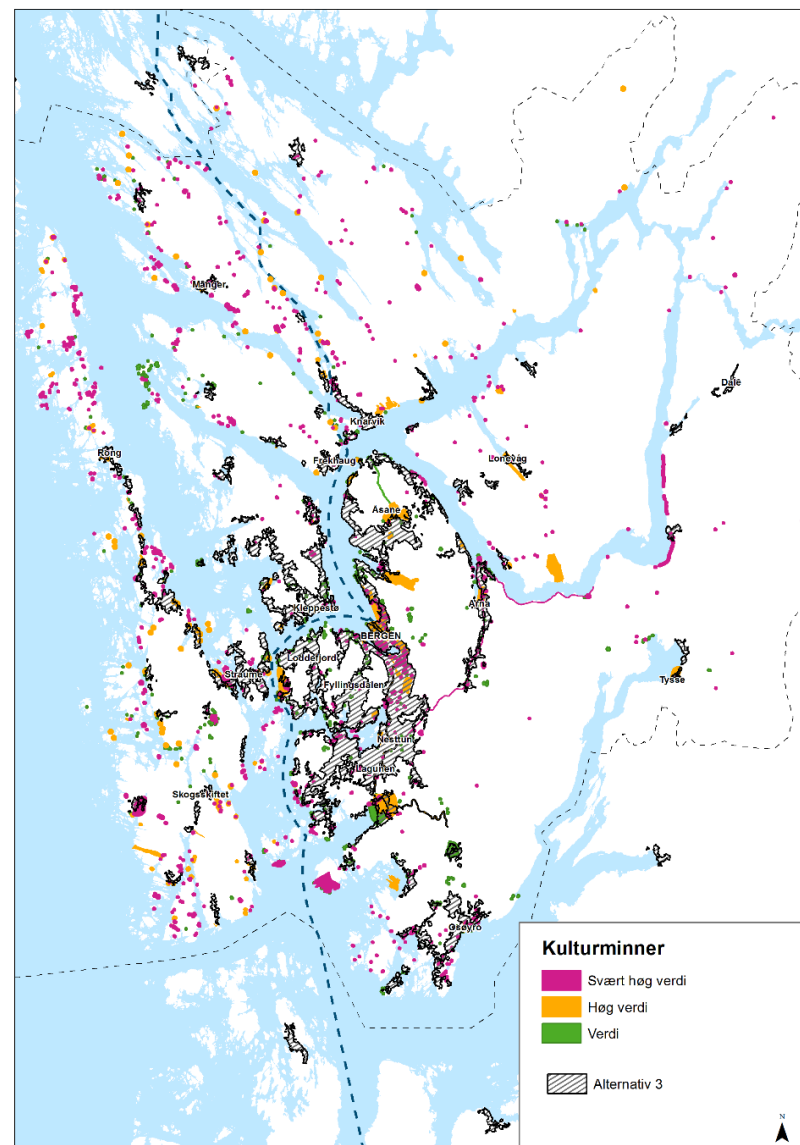 Manger
Dale
Knarvik
Rong
Frekhaug
Lonevåg
Åsane
Arna
Kleppestø
BERGEN
Loddefjord
Straume
Fyllingsdalen
Tysse
Nesttun
Lagunen
Skogsskiftet
Osøyro
Kulturminner
Svært høg verdi
Høg verdi
Verdi
Alternativ 3
N